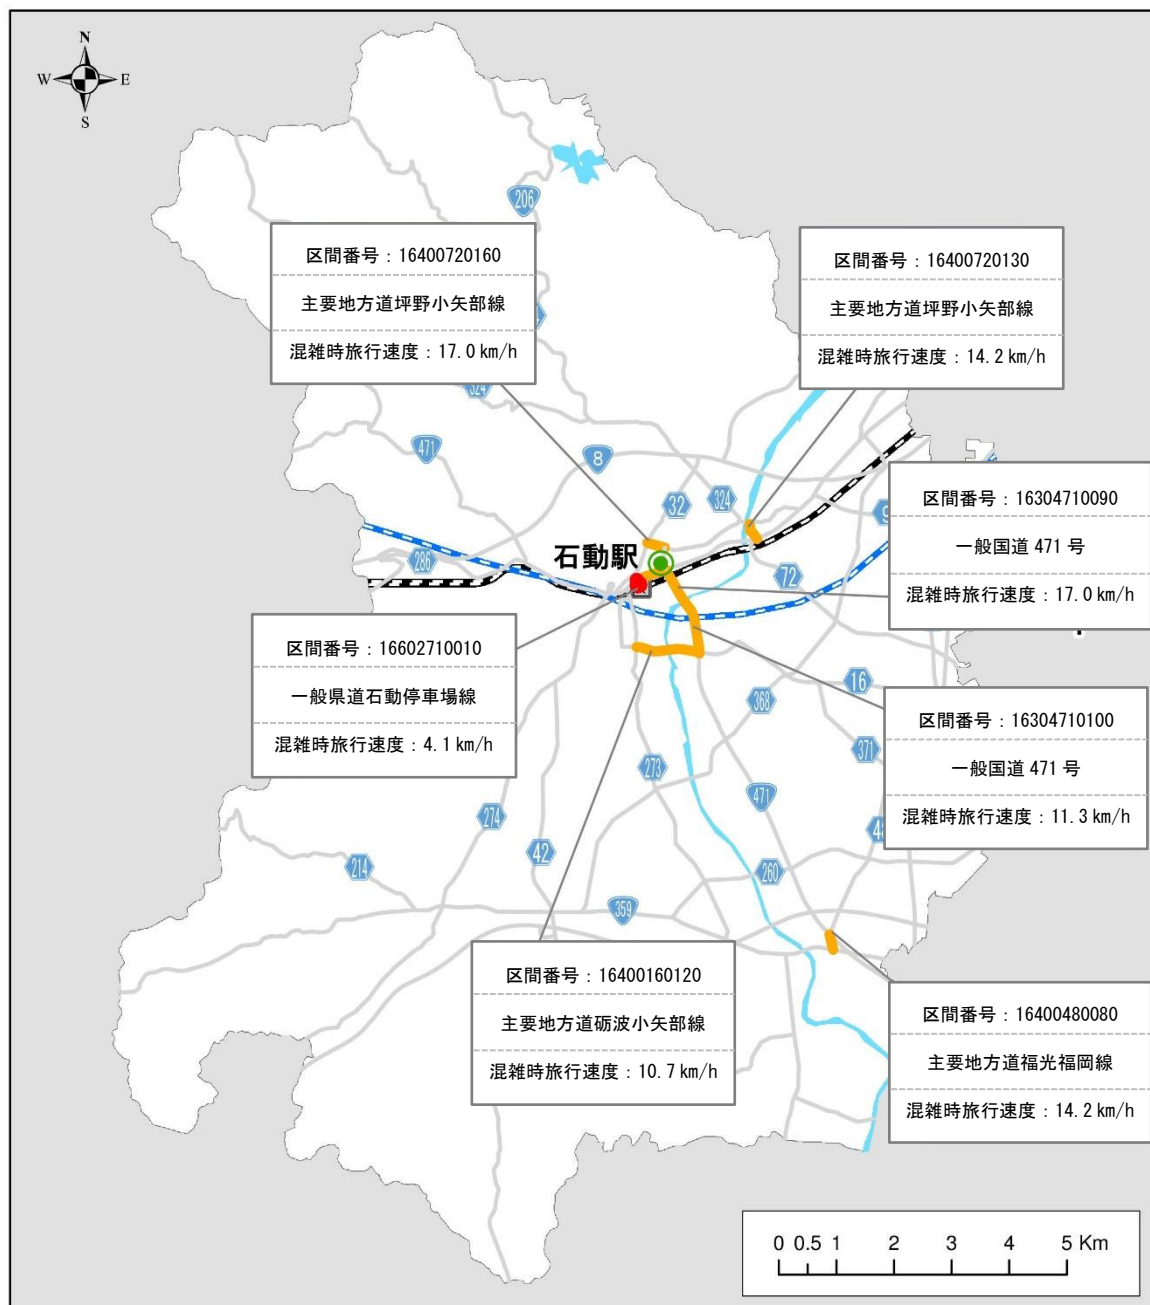 N
W E
S
206
区間番号：16400720160
主要地方道坪野小矢部線
混雑時旅行速度：17.0 km/h
区間番号：16400720130
主要地方道坪野小矢部線
混雑時旅行速度：14.2 km/h
324
471
8
32
324
9
区間番号：16304710090
一般国道 471 号
混雑時旅行速度：17.0 km/h
石動駅
286
72
区間番号：16602710010
一般県道石動停車場線
混雑時旅行速度：4.1 km/h
16
368
区間番号：16304710100
一般国道 471 号
混雑時旅行速度：11.3 km/h
371
273
471
274
42
48
214
260
359
区間番号：16400160120
主要地方道砺波小矢部線
混雑時旅行速度：10.7 km/h
区間番号：16400480080
主要地方道福光福岡線
混雑時旅行速度：14.2 km/h
0 0.5 1 2 3 4 5 Km